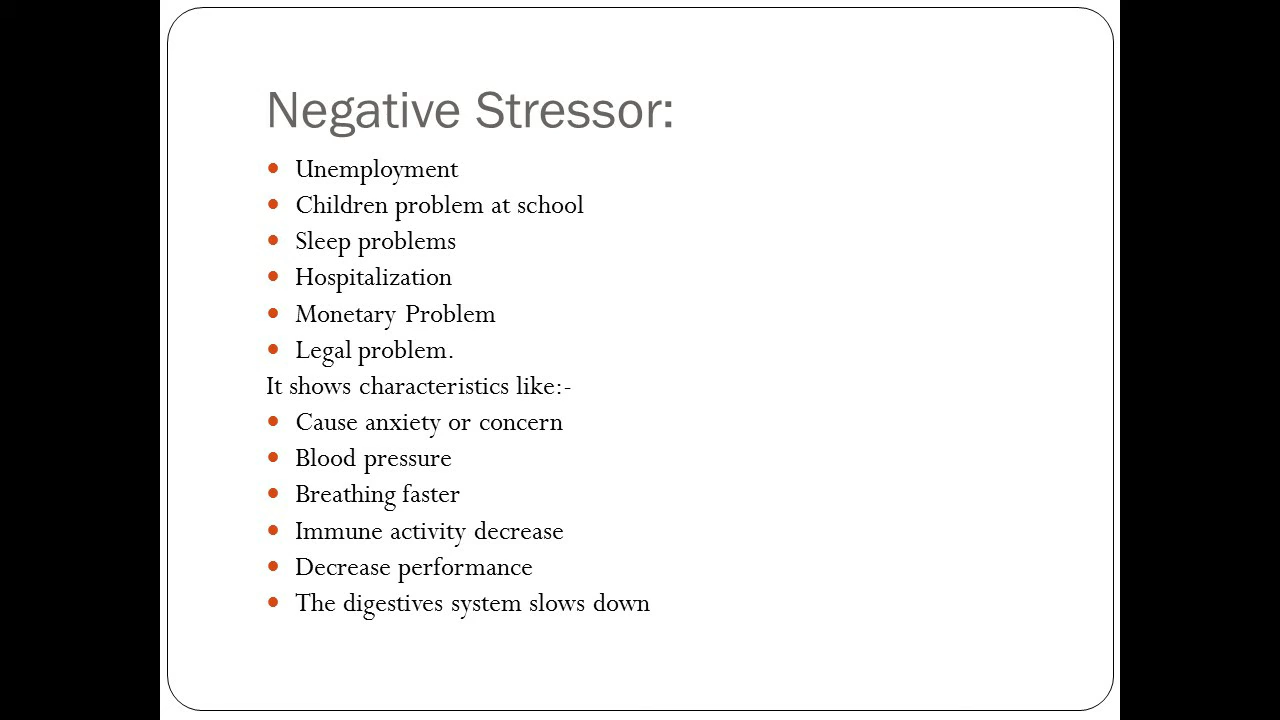 Negative Stressor:
• Unemployment
• Children problem at school
• Sleep problems
• Hospitalization
• Monetary Problem
• Legal problem.
It shows characteristics like:-
• Cause anxiety or concern
• Blood pressure
• Breathing faster
• Immune activity decrease
• Decrease performance
• The digestives system slows down